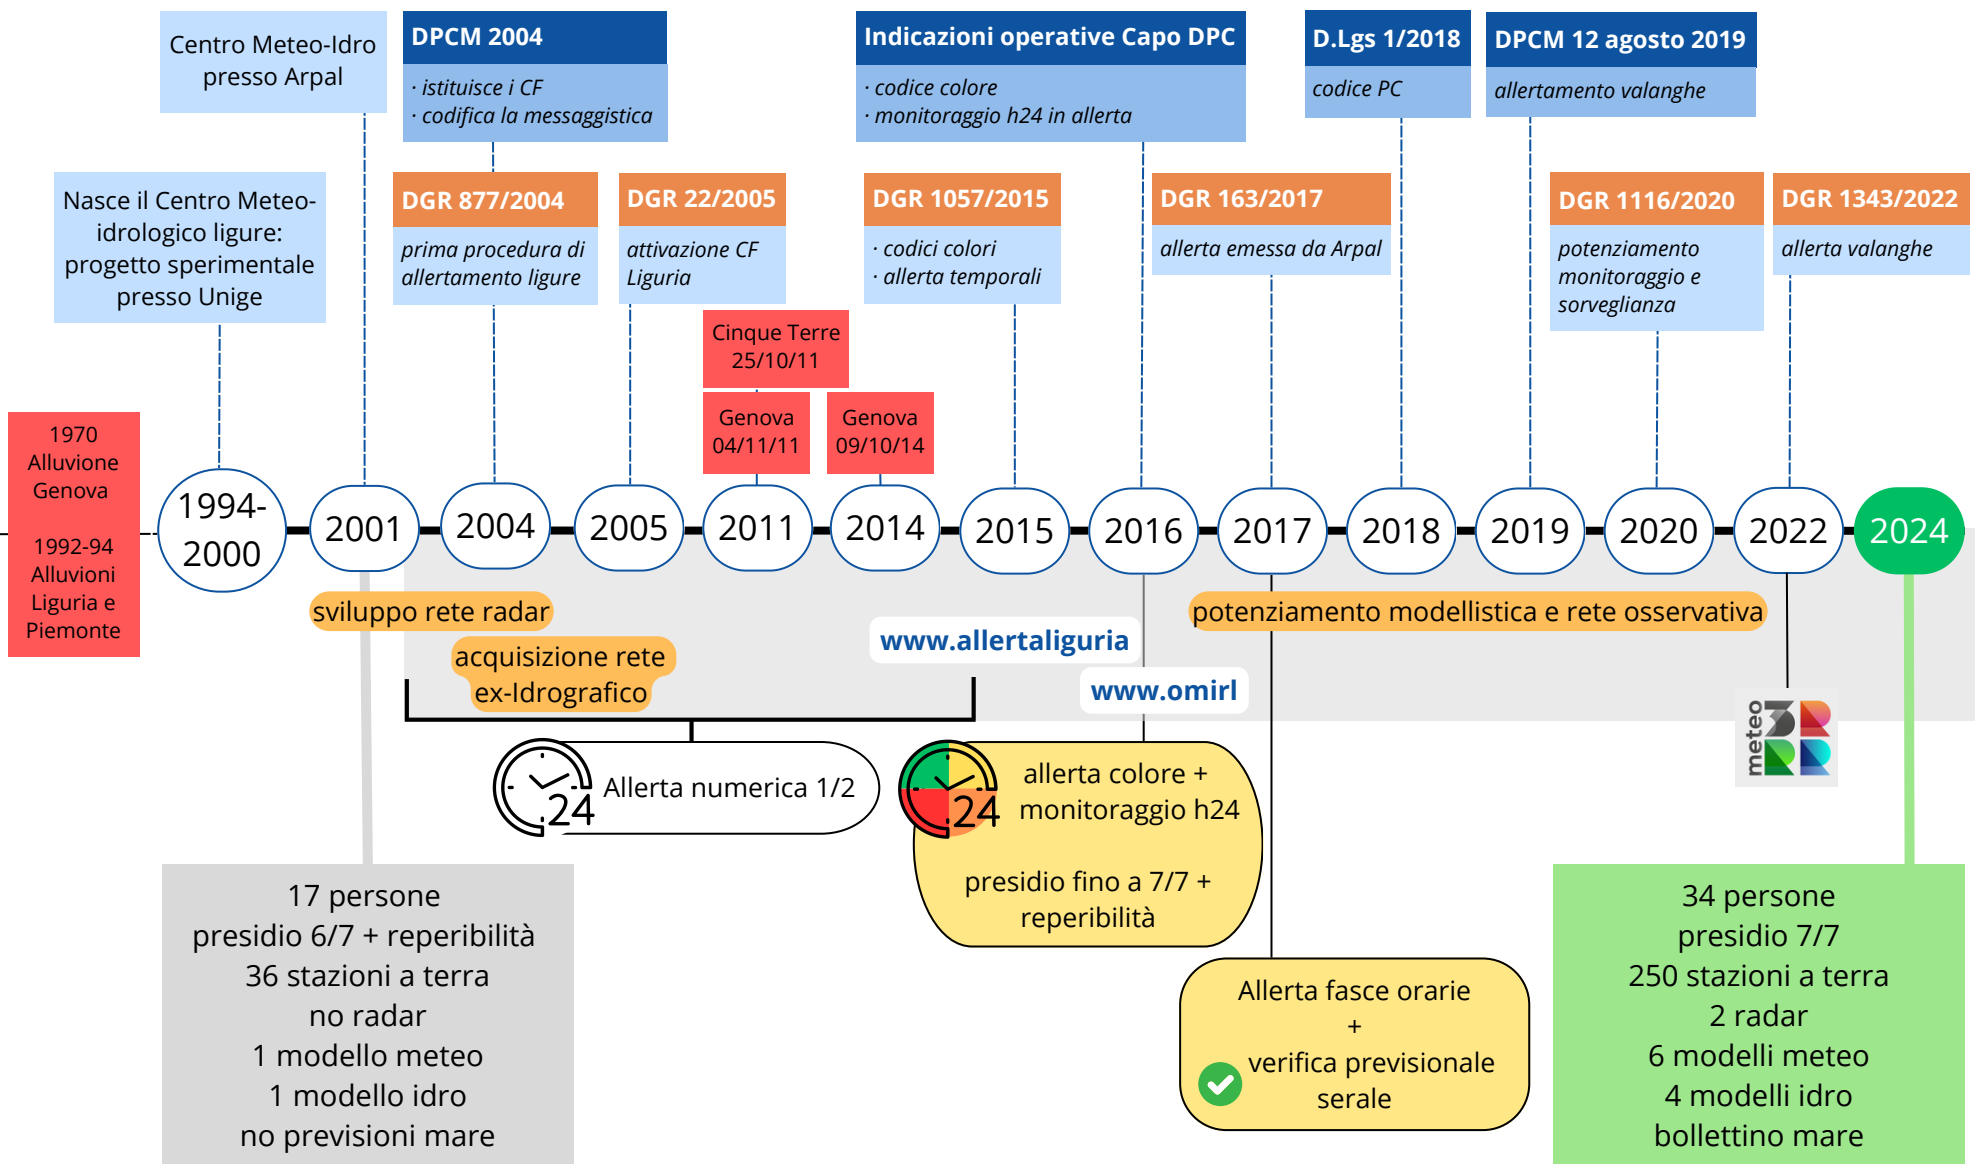 Centro Meteo-Idro
presso Arpal
DPCM 2004
· istituisce i CF
· codifica la messaggistica
Indicazioni operative Capo DPC
· codice colore
· monitoraggio h24 in allerta
D.Lgs 1/2018
codice PC
DPCM 12 agosto 2019
allertamento valanghe
Nasce il Centro Meteo-
idrologico ligure:
progetto sperimentale
presso Unige
DGR 877/2004
prima procedura di
allertamento ligure
DGR 22/2005
attivazione CF
Liguria
DGR 1057/2015
· codici colori
· allerta temporali
DGR 163/2017
allerta emessa da Arpal
DGR 1116/2020
potenziamento
monitoraggio e
sorveglianza
DGR 1343/2022
allerta valanghe
Cinque Terre
25/10/11
Genova
04/11/11
Genova
09/10/14
1970
Alluvione
Genova
1992-94
Alluvioni
Liguria e
Piemonte
1994-
2000
2001
2004
2005
2011
2014
2015
2016
2017
2018
2019
2020
2022
2024
sviluppo rete radar
acquisizione rete
ex-Idrografico
www.allertaliguria
www.omirl
potenziamento modellistica e rete osservativa
meteo
3R
RR
24
Allerta numerica 1/2
24
allerta colore +
monitoraggio h24
presidio fino a 7/7 +
reperibilità
Allerta fasce orarie
+
verifica previsionale
serale
17 persone
presidio 6/7 + reperibilità
36 stazioni a terra
no radar
1 modello meteo
1 modello idro
no previsioni mare
34 persone
presidio 7/7
250 stazioni a terra
2 radar
6 modelli meteo
4 modelli idro
bollettino mare